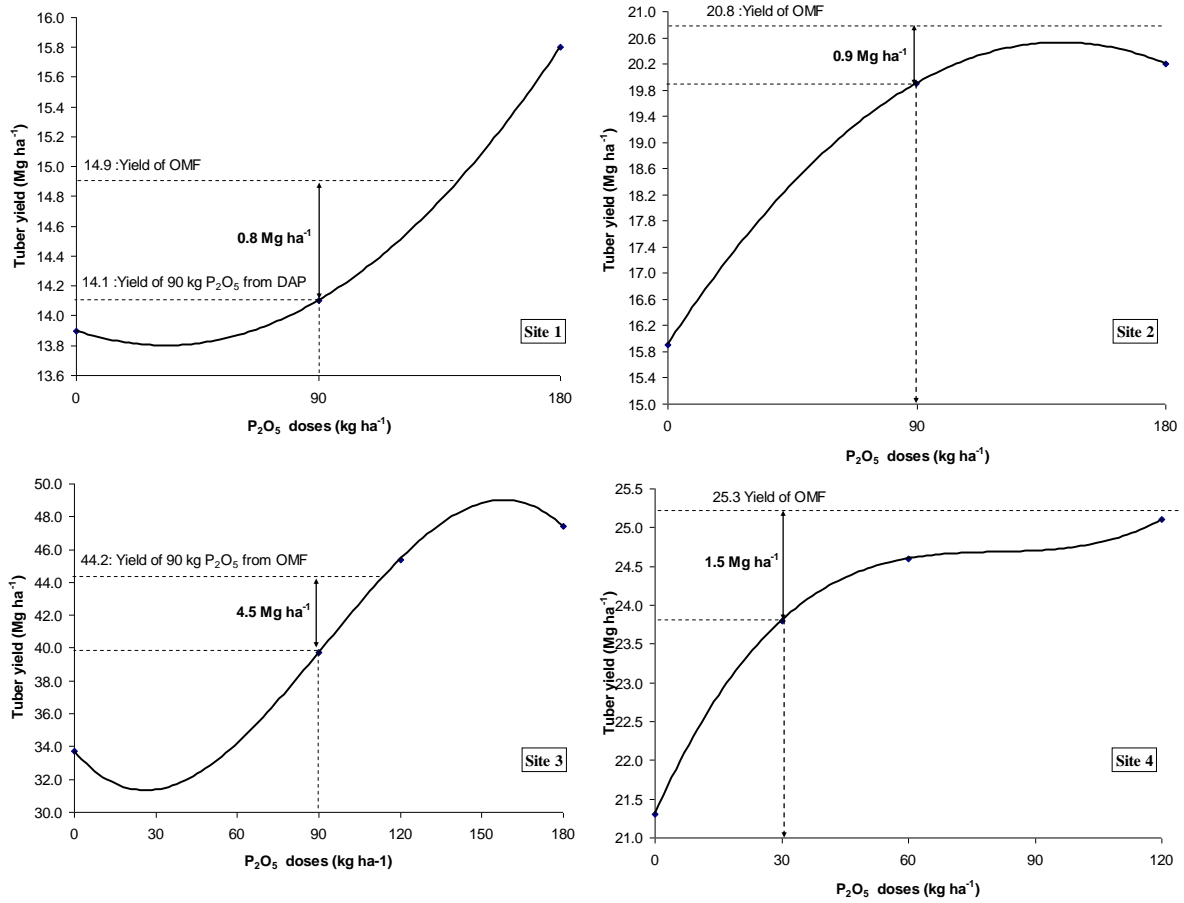 16.0
15.8
15.6
15.4
15.2
15.0
14.8
14.6
14.4
14.2
14.0
13.8
13.6
Tuber yield (Mg ha⁻¹)
14.9 :Yield of OMF
0.8 Mg ha⁻¹
14.1 :Yield of 90 kg P₂O₅ from DAP
Site 1
0 90 180
P₂O₅ doses (kg ha⁻¹)
21.0
20.6
20.2
19.8
19.4
19.0
18.6
18.2
17.8
17.4
17.0
16.6
16.2
15.8
15.4
15.0
Tuber yield (Mg ha⁻¹)
20.8 :Yield of OMF
0.9 Mg ha⁻¹
Site 2
0 90 180
P₂O₅ doses (kg ha⁻¹)
50.0
48.0
46.0
44.0
42.0
40.0
38.0
36.0
34.0
32.0
30.0
Tuber yield (Mg ha⁻¹)
44.2: Yield of 90 kg P₂O₅ from OMF
4.5 Mg ha⁻¹
Site 3
0 30 60 90 120 150 180
P₂O₅ doses (kg ha-1)
25.5
25.0
24.5
24.0
23.5
23.0
22.5
22.0
21.5
21.0
Tuber yield (Mg ha⁻¹)
25.3 Yield of OMF
1.5 Mg ha⁻¹
Site 4
0 30 60 90 120
P₂O₅ doses (kg ha⁻¹)